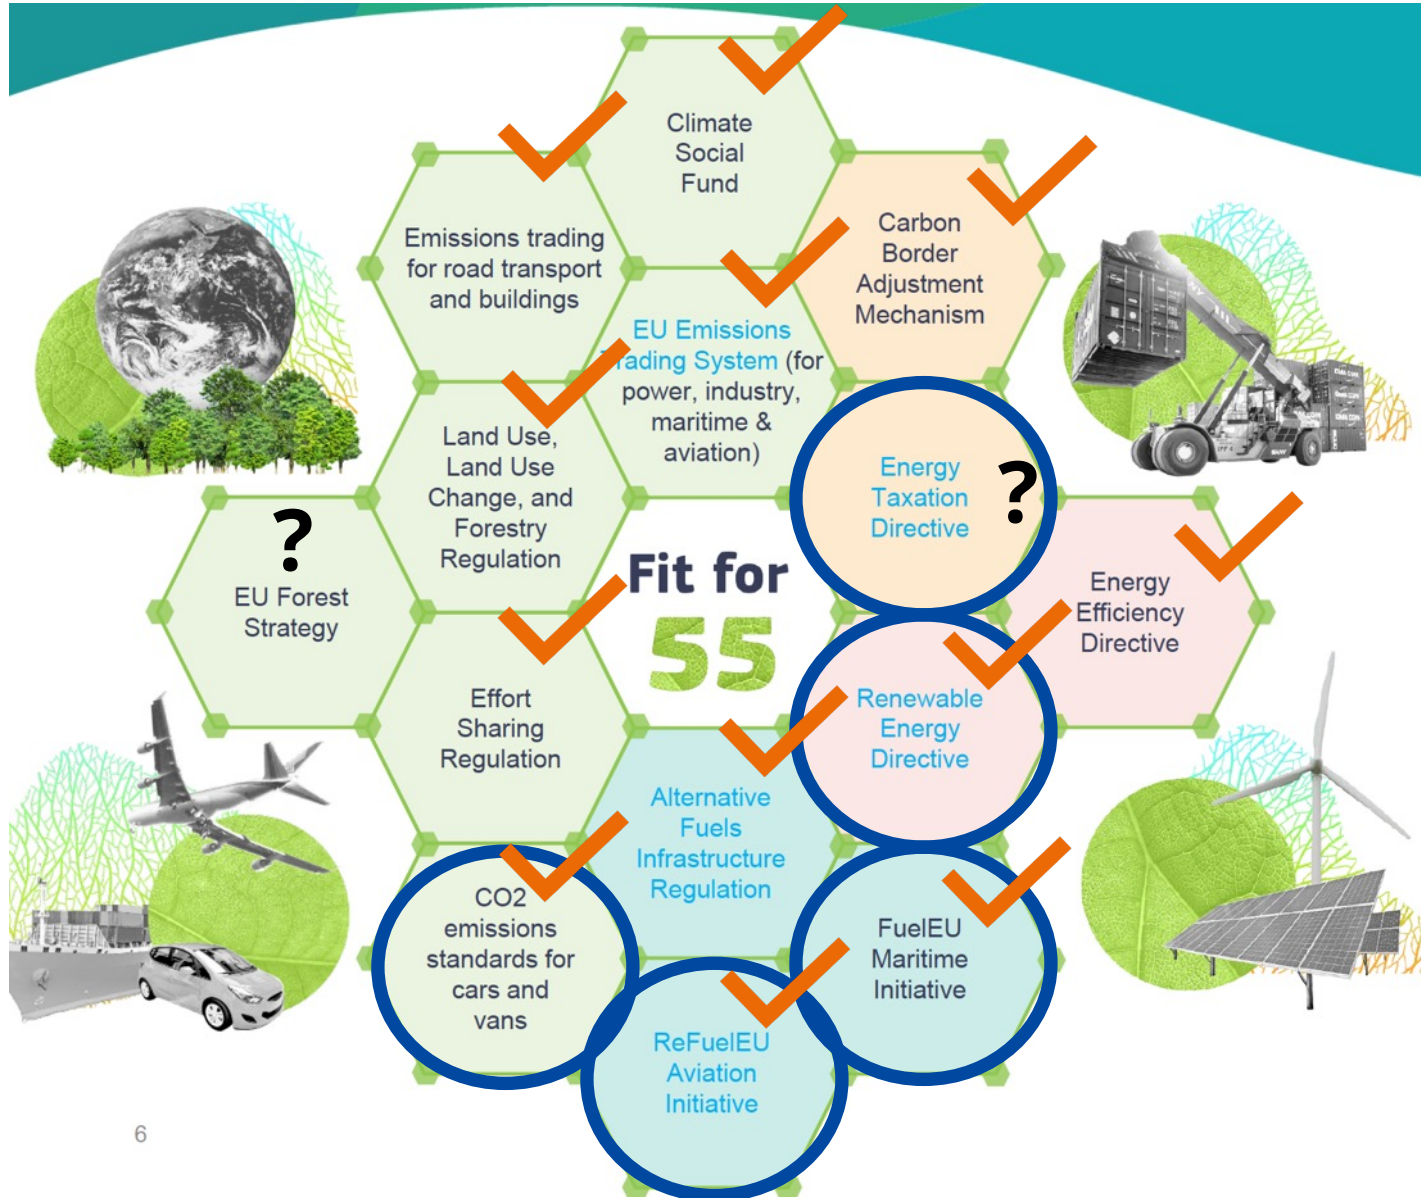 Climate
Social
Fund
Emissions trading
for road transport
and buildings
Carbon
Border
Adjustment
Mechanism
EU Emissions
Trading System (for
power, industry,
maritime &
aviation)
Land Use,
Land Use
Change, and
Forestry
Regulation
Energy
Taxation
Directive
?
?
EU Forest
Strategy
Fit for
55
Energy
Efficiency
Directive
Effort
Sharing
Regulation
Renewable
Energy
Directive
Alternative
Fuels
Infrastructure
Regulation
CO2
emissions
standards for
cars and
vans
FuelEU
Maritime
Initiative
ReFuelEU
Aviation
Initiative
6